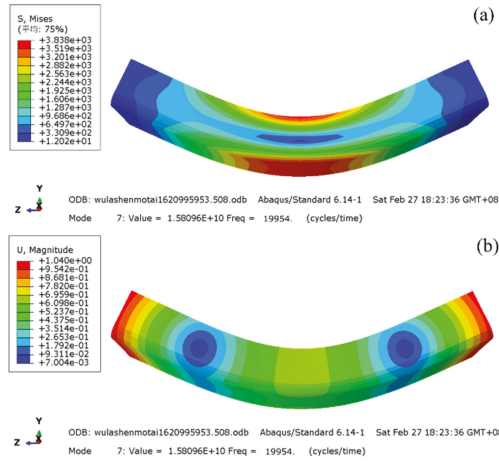 (a)
S, Mises
(平均: 75%)
+3.838e+03
+3.519e+03
+3.201e+03
+2.882e+03
+2.563e+03
+2.244e+03
+1.925e+03
+1.606e+03
+1.287e+03
+9.686e+02
+6.497e+02
+3.309e+02
+1.202e+01
Y
Z
ODB: wulashenmotai1620995953.508.odb Abaqus/Standard 6.14-1 Sat Feb 27 18:23:36 GMT+08
Mode 7: Value = 1.58096E+10 Freq = 19954. (cycles/time)
(b)
U, Magnitude
+1.040e+00
+9.542e-01
+8.681e-01
+7.820e-01
+6.959e-01
+6.098e-01
+5.237e-01
+4.375e-01
+3.514e-01
+2.653e-01
+1.792e-01
+9.311e-02
+7.004e-03
Y
Z
ODB: wulashenmotai1620995953.508.odb Abaqus/Standard 6.14-1 Sat Feb 27 18:23:36 GMT+08
Mode 7: Value = 1.58096E+10 Freq = 19954. (cycles/time)